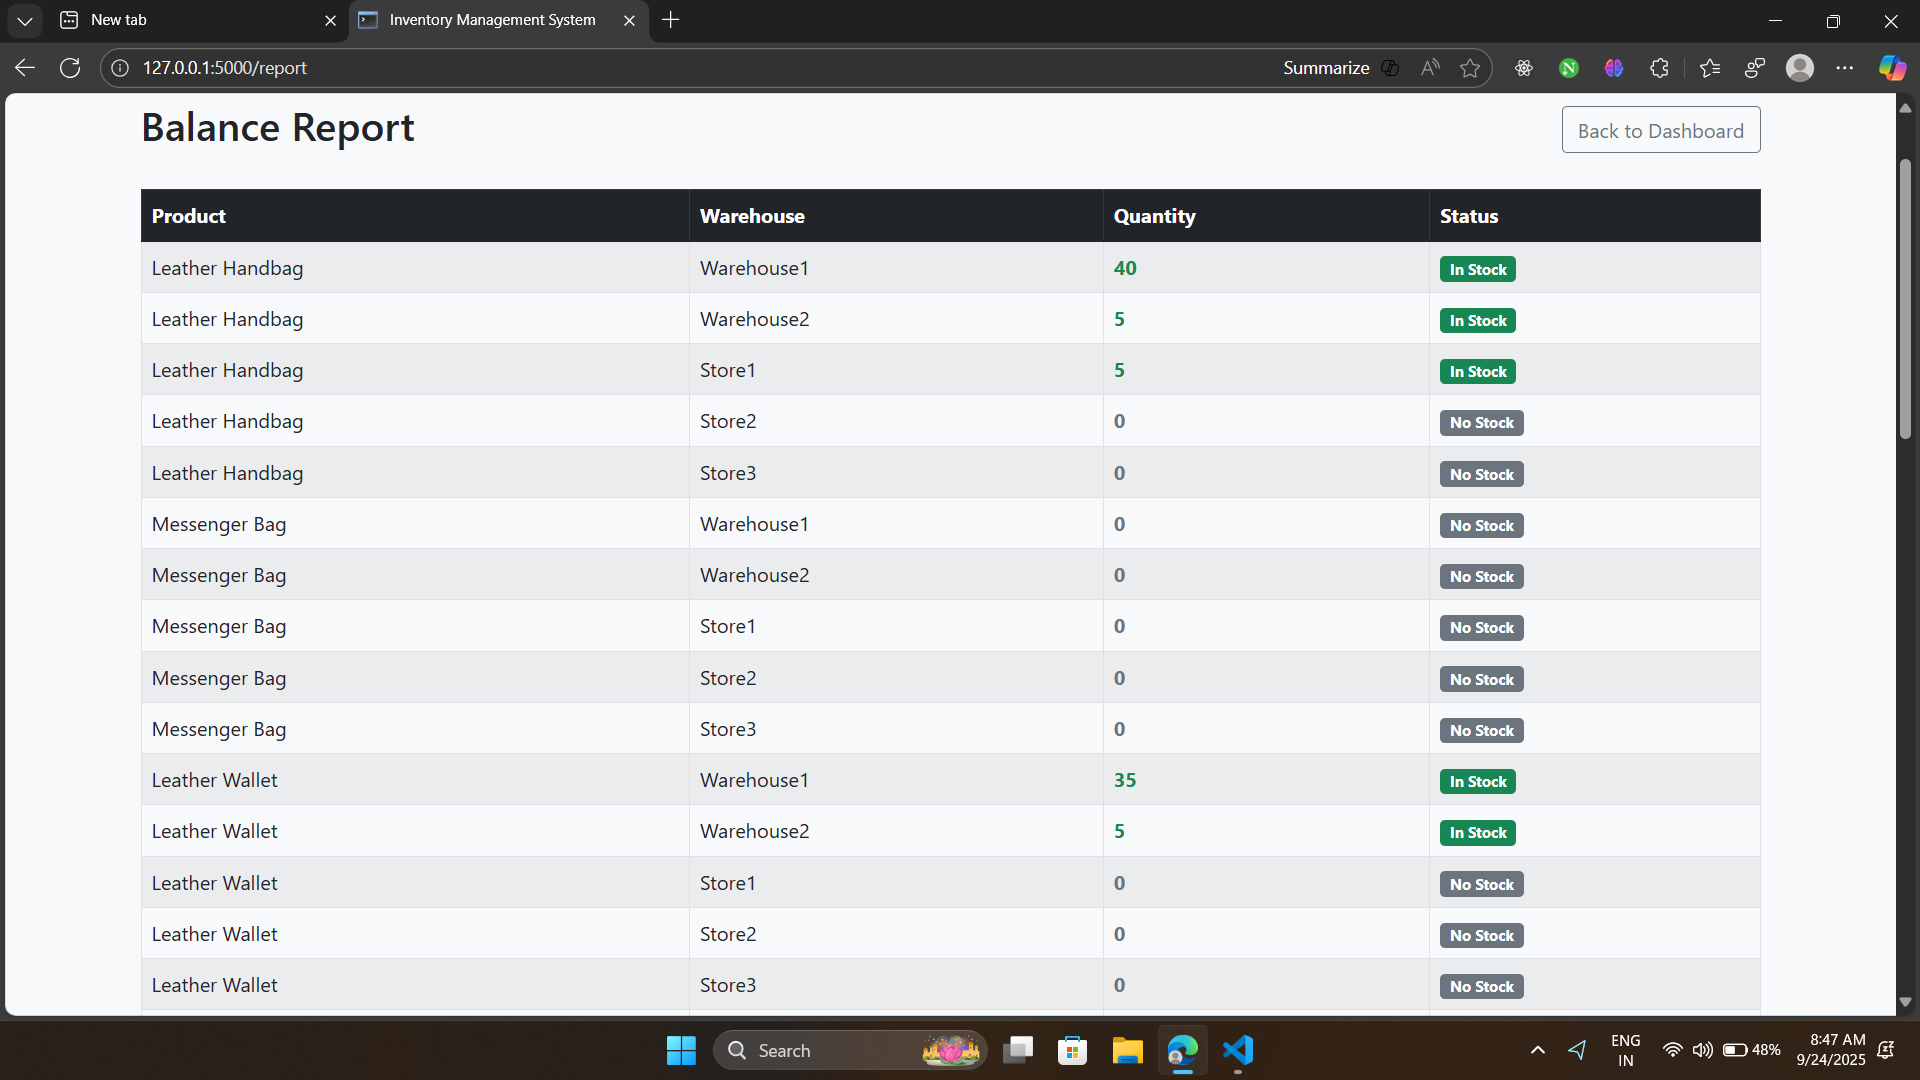 New tab
Inventory Management System
127.0.0.1:5000/report
Summarize
Balance Report
Back to Dashboard
Product Warehouse Quantity Status
Leather Handbag Warehouse1 40 In Stock
Leather Handbag Warehouse2 5 In Stock
Leather Handbag Store1 5 In Stock
Leather Handbag Store2 0 No Stock
Leather Handbag Store3 0 No Stock
Messenger Bag Warehouse1 0 No Stock
Messenger Bag Warehouse2 0 No Stock
Messenger Bag Store1 0 No Stock
Messenger Bag Store2 0 No Stock
Messenger Bag Store3 0 No Stock
Leather Wallet Warehouse1 35 In Stock
Leather Wallet Warehouse2 5 In Stock
Leather Wallet Store1 0 No Stock
Leather Wallet Store2 0 No Stock
Leather Wallet Store3 0 No Stock
Search
ENG
IN
48%
8:47 AM
9/24/2025